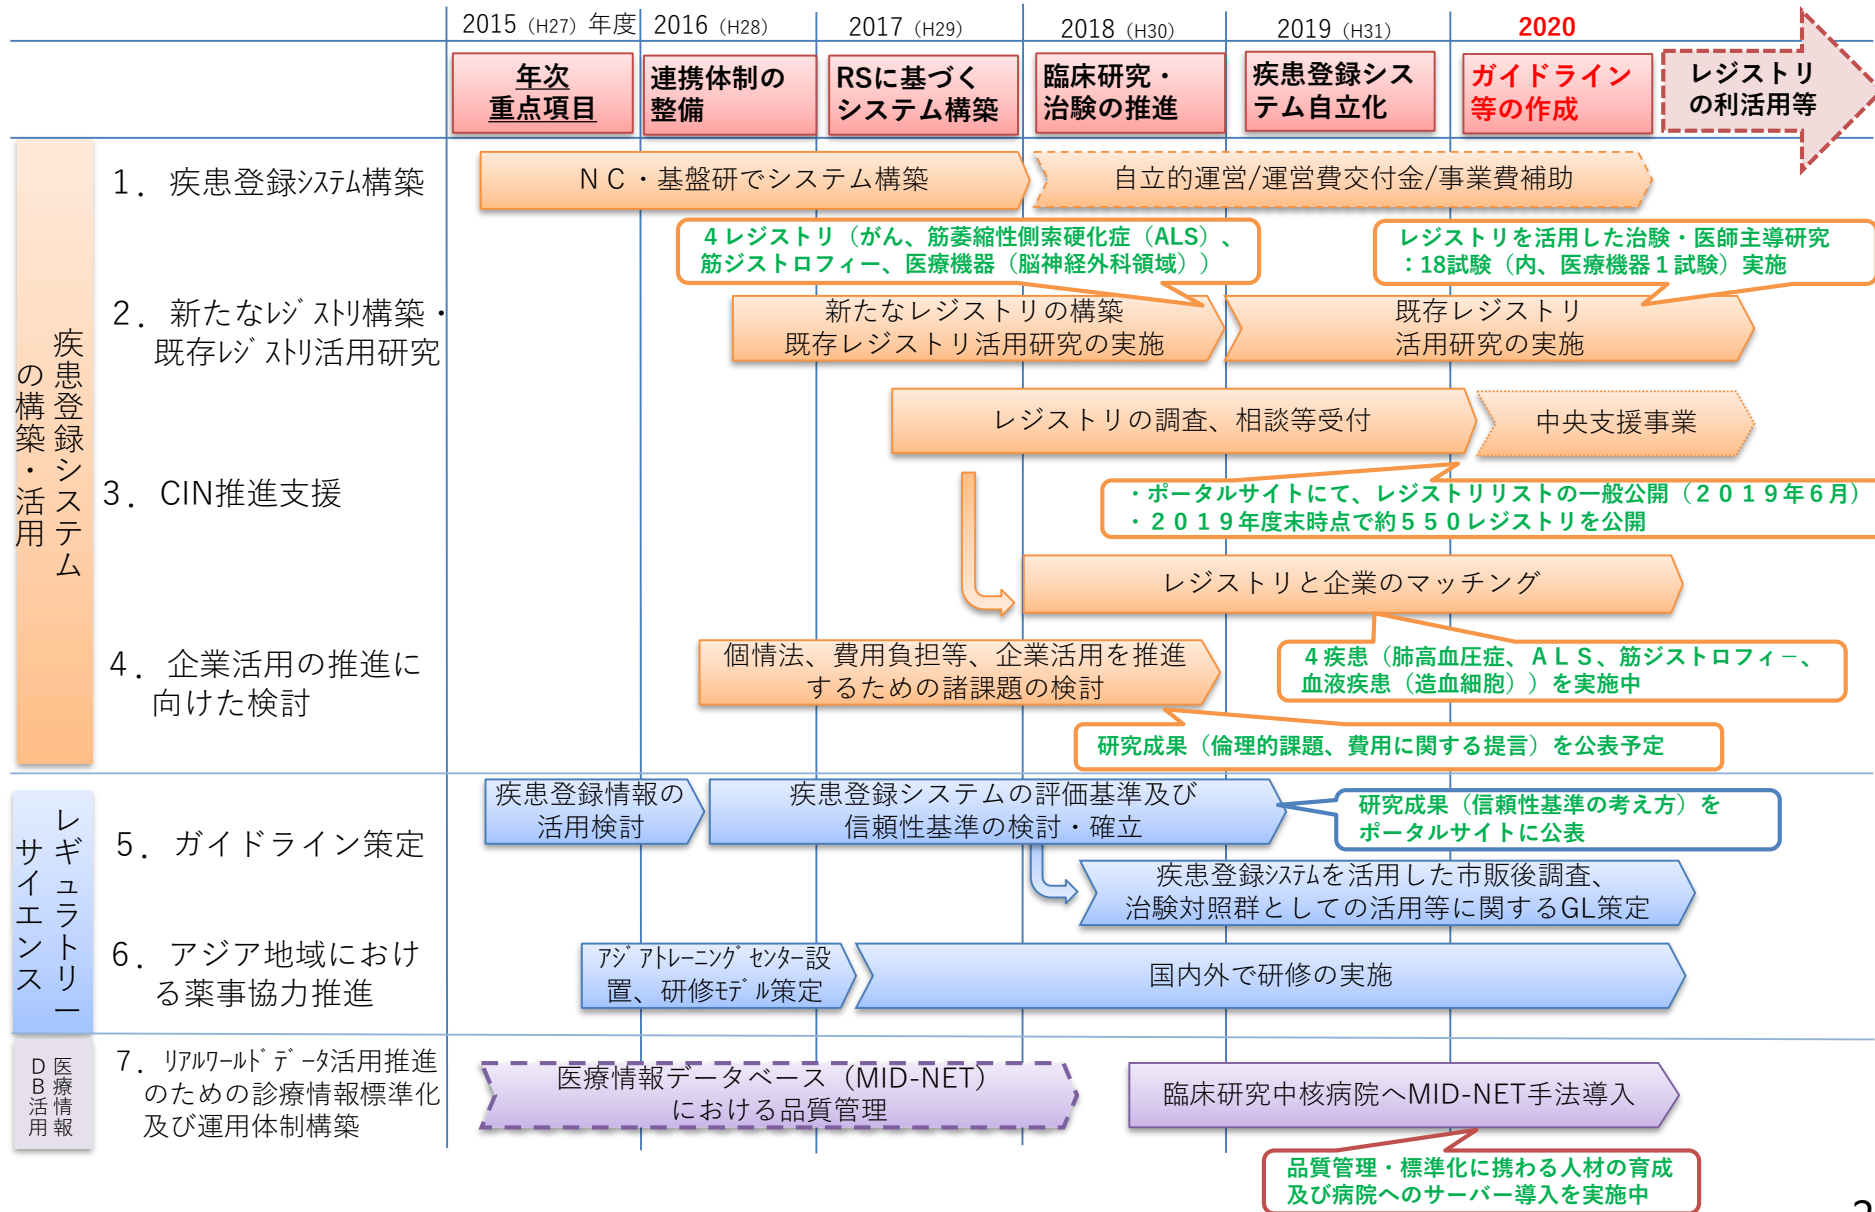 2015（H27）年度
2016（H28）
2017（H29）
2018（H30）
2019（H31）
2020
年次
重点項目
連携体制の
整備
RSに基づく
システム構築
臨床研究・
治験の推進
疾患登録シス
テム自立化
ガイドライン
等の作成
レジストリ
の利活用等
疾患登録システム
の構築・活用
1．疾患登録ｼｽﾃﾑ構築
ＮＣ・基盤研でシステム構築
自立的運営/運営費交付金/事業費補助
４レジストリ（がん、筋萎縮性側索硬化症（ALS）、
筋ジストロフィー、医療機器（脳神経外科領域））
レジストリを活用した治験・医師主導研究
：18試験（内、医療機器１試験）実施
2．新たなﾚｼﾞｽﾄﾘ構築・
既存ﾚｼﾞｽﾄﾘ活用研究
新たなレジストリの構築
既存レジストリ活用研究の実施
既存レジストリ
活用研究の実施
レジストリの調査、相談等受付
中央支援事業
3．CIN推進支援
・ポータルサイトにて、レジストリリストの一般公開（２０１９年６月）
・２０１９年度末時点で約５５０レジストリを公開
レジストリと企業のマッチング
4．企業活用の推進に
向けた検討
個情法、費用負担等、企業活用を推進
するための諸課題の検討
４疾患（肺高血圧症、ＡＬＳ、筋ジストロフィ－、
血液疾患（造血細胞））を実施中
研究成果（倫理的課題、費用に関する提言）を公表予定
レギュラトリー
サイエンス
疾患登録情報の
活用検討
疾患登録システムの評価基準及び
信頼性基準の検討・確立
研究成果（信頼性基準の考え方）を
ポータルサイトに公表
5．ガイドライン策定
疾患登録ｼｽﾃﾑを活用した市販後調査、
治験対照群としての活用等に関するGL策定
6．アジア地域におけ
る薬事協力推進
ｱｼﾞｱﾄﾚｰﾆﾝｸﾞｾﾝﾀｰ設
置、研修ﾓﾃﾞﾙ策定
国内外で研修の実施
医療情報
ＤＢ活用
7．ﾘｱﾙﾜｰﾙﾄﾞﾃﾞｰﾀ活用推進
のための診療情報標準化
及び運用体制構築
医療情報データベース（MID-NET）
における品質管理
臨床研究中核病院へMID-NET手法導入
品質管理・標準化に携わる人材の育成
及び病院へのサーバー導入を実施中